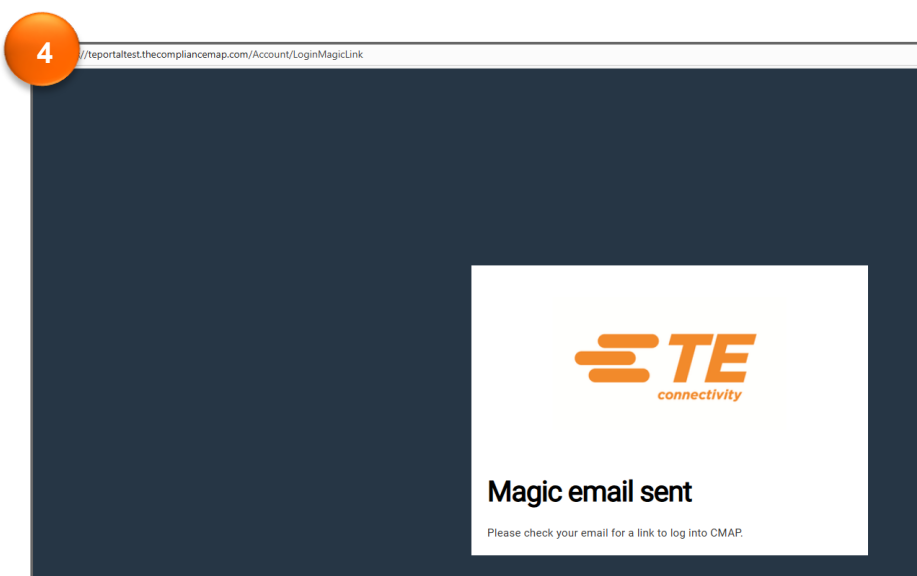 4
//teportaltest.thecompliancemap.com/Account/LoginMagicLink
TE
connectivity
Magic email sent
Please check your email for a link to log into CMAP.